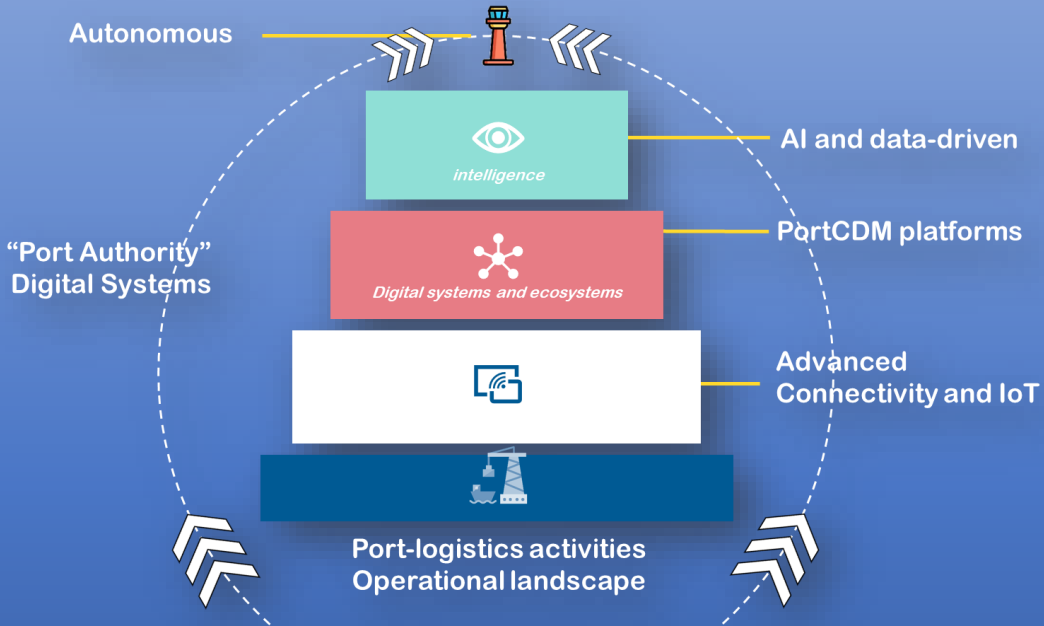 Autonomous
AI and data-driven
intelligence
PortCDM platforms
“Port Authority”
Digital Systems
Digital systems and ecosystems
Advanced
Connectivity and IoT
Port-logistics activities
Operational landscape